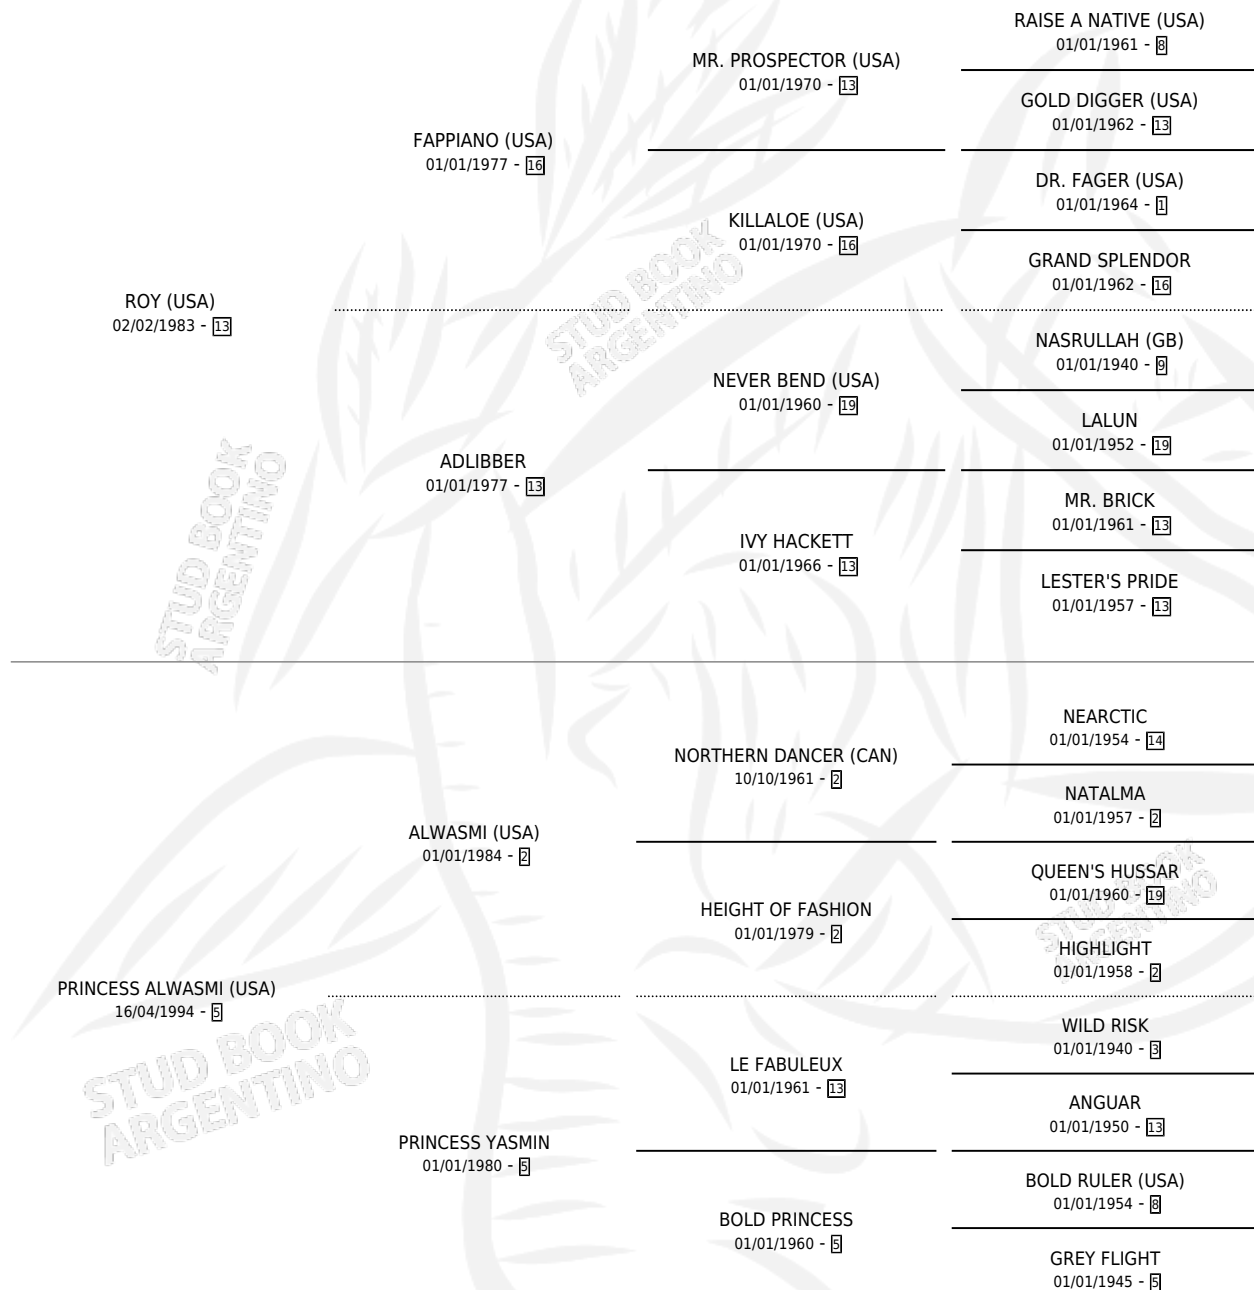 RAISE A NATIVE (USA)
01/01/1961 - 8
MR. PROSPECTOR (USA)
01/01/1970 - 13
GOLD DIGGER (USA)
01/01/1962 - 13
FAPPIANO (USA)
01/01/1977 - 16
DR. FAGER (USA)
01/01/1964 - 1
KILLALOE (USA)
01/01/1970 - 16
GRAND SPLENDOR
01/01/1962 - 16
ROY (USA)
02/02/1983 - 13
STUD BOOK
ARGENTINO
NASRULLAH (GB)
01/01/1940 - 9
NEVER BEND (USA)
01/01/1960 - 19
LALUN
01/01/1952 - 19
ADLIBBER
01/01/1977 - 13
MR. BRICK
01/01/1961 - 13
IVY HACKETT
01/01/1966 - 13
LESTER'S PRIDE
01/01/1957 - 13
STUD BOOK
ARGENTINO
NEARCTIC
01/01/1954 - 14
NORTHERN DANCER (CAN)
10/10/1961 - 2
NATALMA
01/01/1957 - 2
ALWASMI (USA)
01/01/1984 - 2
QUEEN'S HUSSAR
01/01/1960 - 19
HEIGHT OF FASHION
01/01/1979 - 2
STUD BOOK
ARGENTINO
HIGHLIGHT
01/01/1958 - 2
PRINCESS ALWASMI (USA)
16/04/1994 - 5
WILD RISK
01/01/1940 - 3
LE FABULEUX
01/01/1961 - 13
STUD BOOK
ARGENTINO
ANGUAR
01/01/1950 - 13
PRINCESS YASMIN
01/01/1980 - 5
BOLD RULER (USA)
01/01/1954 - 8
BOLD PRINCESS
01/01/1960 - 5
GREY FLIGHT
01/01/1945 - 5